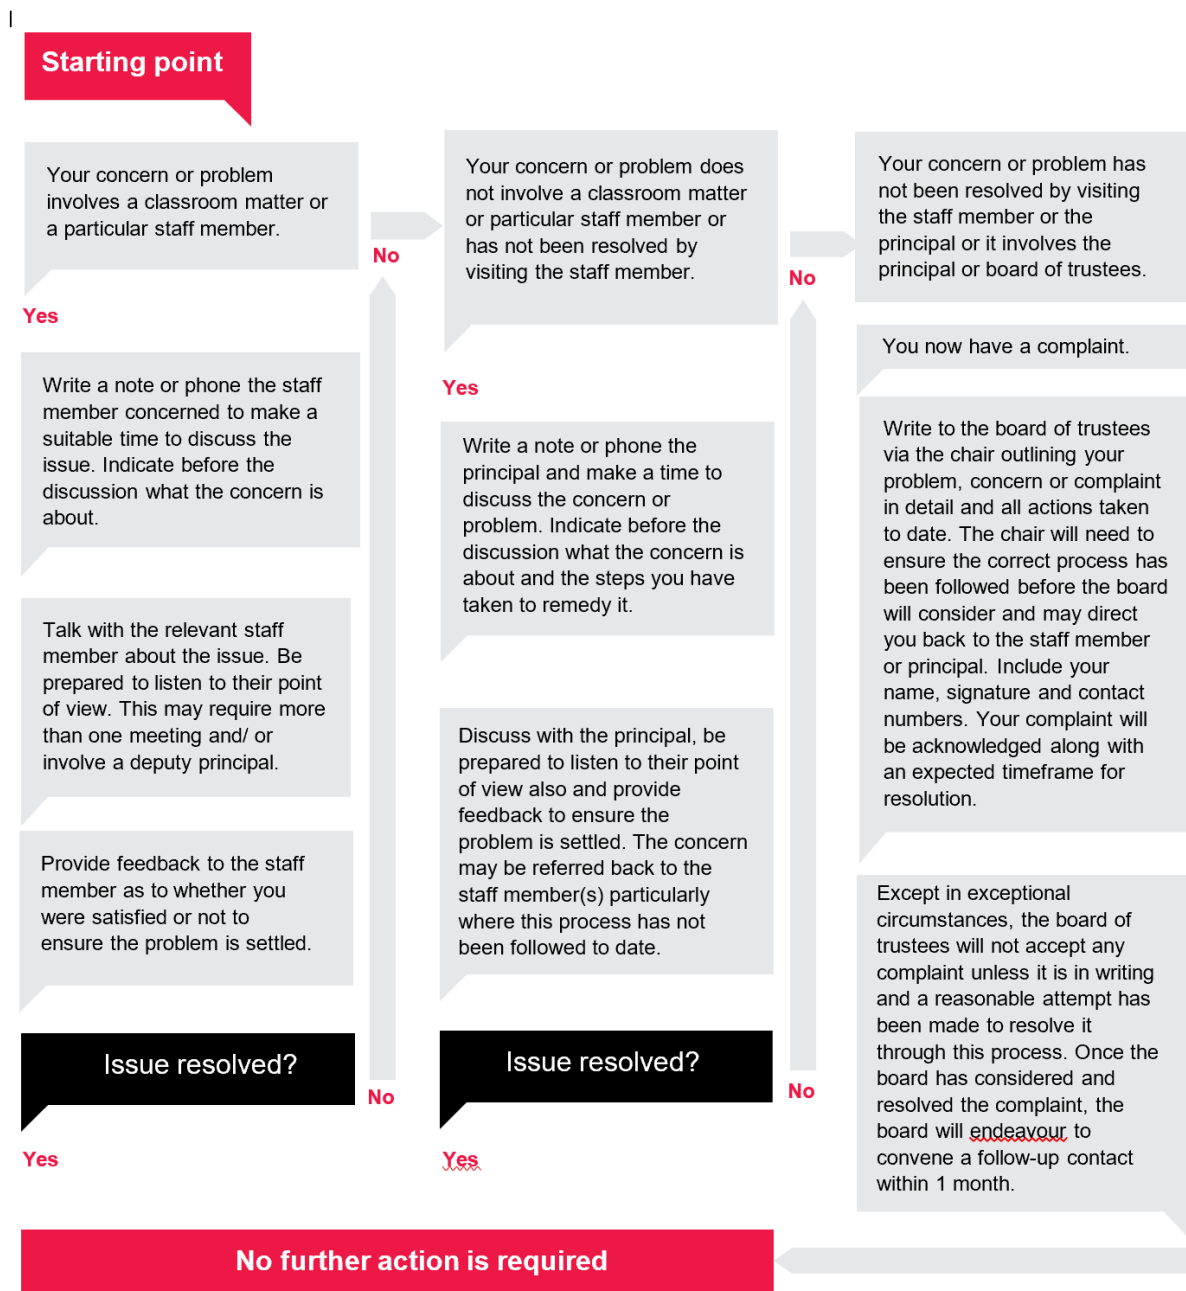 Starting point
Your concern or problem
involves a classroom matter or
a particular staff member.
No
Yes
Write a note or phone the staff
member concerned to make a
suitable time to discuss the
issue. Indicate before the
discussion what the concern is
about.
Talk with the relevant staff
member about the issue. Be
prepared to listen to their point
of view. This may require more
than one meeting and/ or
involve a deputy principal.
Provide feedback to the staff
member as to whether you
were satisfied or not to
ensure the problem is settled.
Issue resolved?
No
Yes
Your concern or problem does
not involve a classroom matter
or particular staff member or
has not been resolved by
visiting the staff member.
No
Yes
Write a note or phone the
principal and make a time to
discuss the concern or
problem. Indicate before the
discussion what the concern is
about and the steps you have
taken to remedy it.
Discuss with the principal, be
prepared to listen to their point
of view also and provide
feedback to ensure the
problem is settled. The concern
may be referred back to the
staff member(s) particularly
where this process has not
been followed to date.
Issue resolved?
No
Yes
Your concern or problem has
not been resolved by visiting
the staff member or the
principal or it involves the
principal or board of trustees.
You now have a complaint.
Write to the board of trustees
via the chair outlining your
problem, concern or complaint
in detail and all actions taken
to date. The chair will need to
ensure the correct process has
been followed before the board
will consider and may direct
you back to the staff member
or principal. Include your
name, signature and contact
numbers. Your complaint will
be acknowledged along with
an expected timeframe for
resolution.
Except in exceptional
circumstances, the board of
trustees will not accept any
complaint unless it is in writing
and a reasonable attempt has
been made to resolve it
through this process. Once the
board has considered and
resolved the complaint, the
board will endeavour to
convene a follow-up contact
within 1 month.
No further action is required